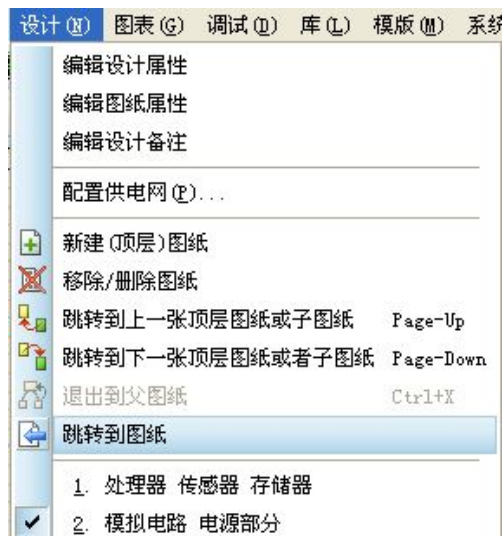 设计(N) 图表(G) 调试(D) 库(L) 模版(M) 系统
编辑设计属性
编辑图纸属性
编辑设计备注
配置供电网(P)...
新建(顶层)图纸
移除/删除图纸
跳转到上一张顶层图纸或子图纸 Page-Up
跳转到下一张顶层图纸或者子图纸 Page-Down
退出到父图纸 Ctrl+X
跳转到图纸
1. 处理器 传感器 存储器
2. 模拟电路 电源部分